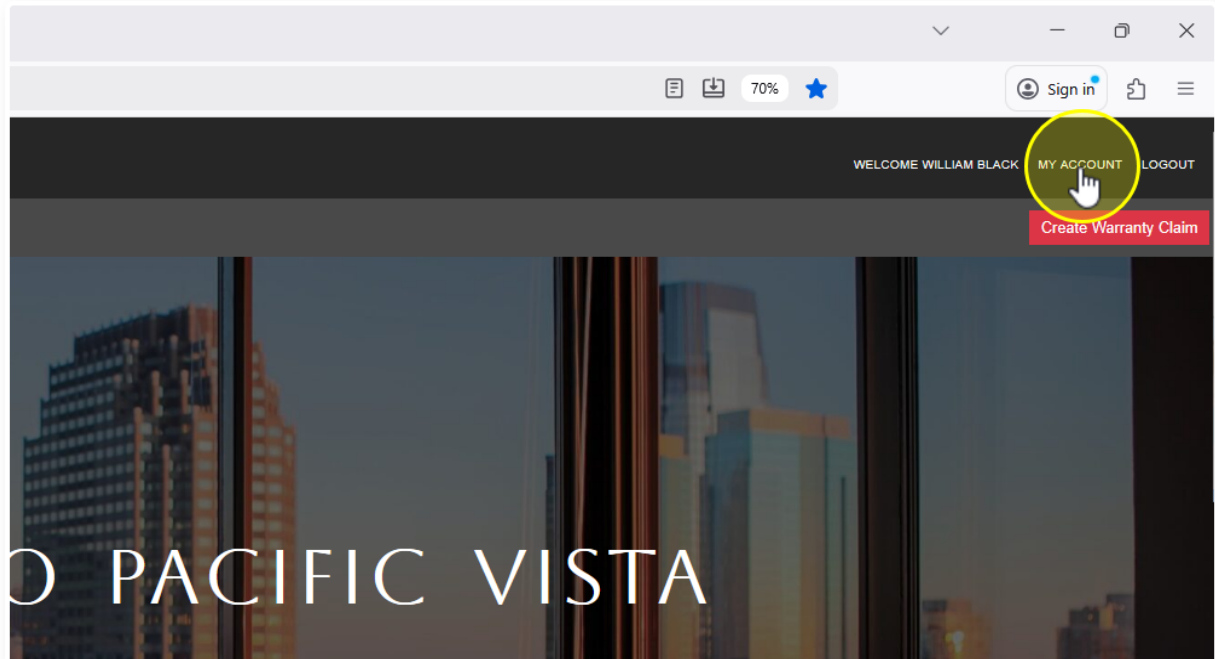 70%
Sign in
WELCOME WILLIAM BLACK MY ACCOUNT LOGOUT
Create Warranty Claim
O PACIFIC VISTA